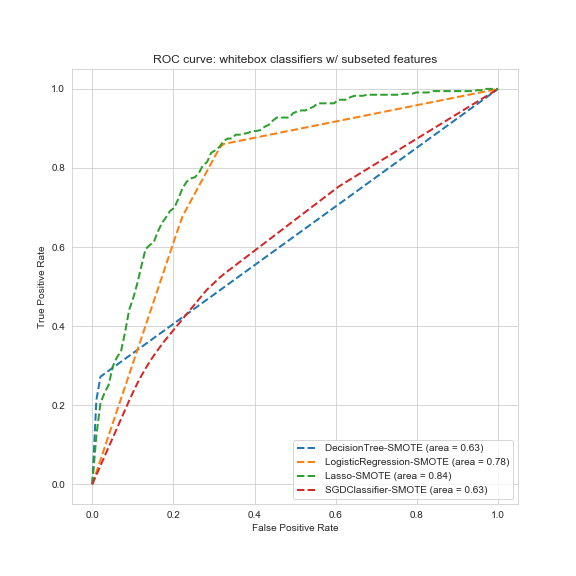 ROC curve: whitebox classifiers w/ subseted features
1.0
0.8
0.6
0.4
0.2
0.0
True Positive Rate
DecisionTree-SMOTE (area = 0.63)
LogisticRegression-SMOTE (area = 0.78)
Lasso-SMOTE (area = 0.84)
SGDClassifier-SMOTE (area = 0.63)
0.0 0.2 0.4 0.6 0.8 1.0
False Positive Rate